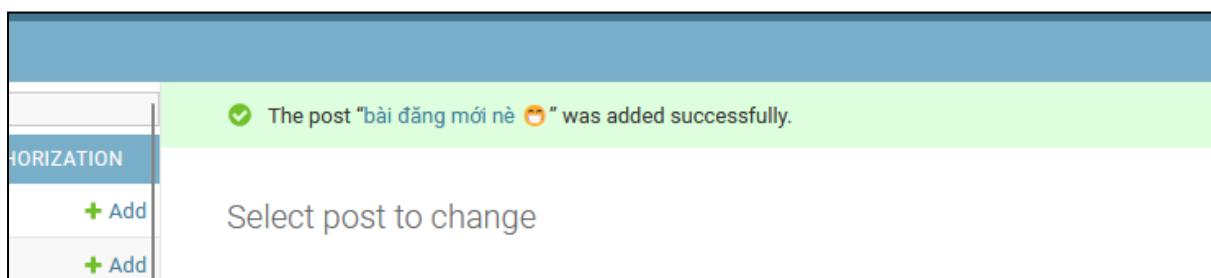 The post “bài đăng mới nè 😁” was added successfully.
HORIZATION
Add
Select post to change
Add